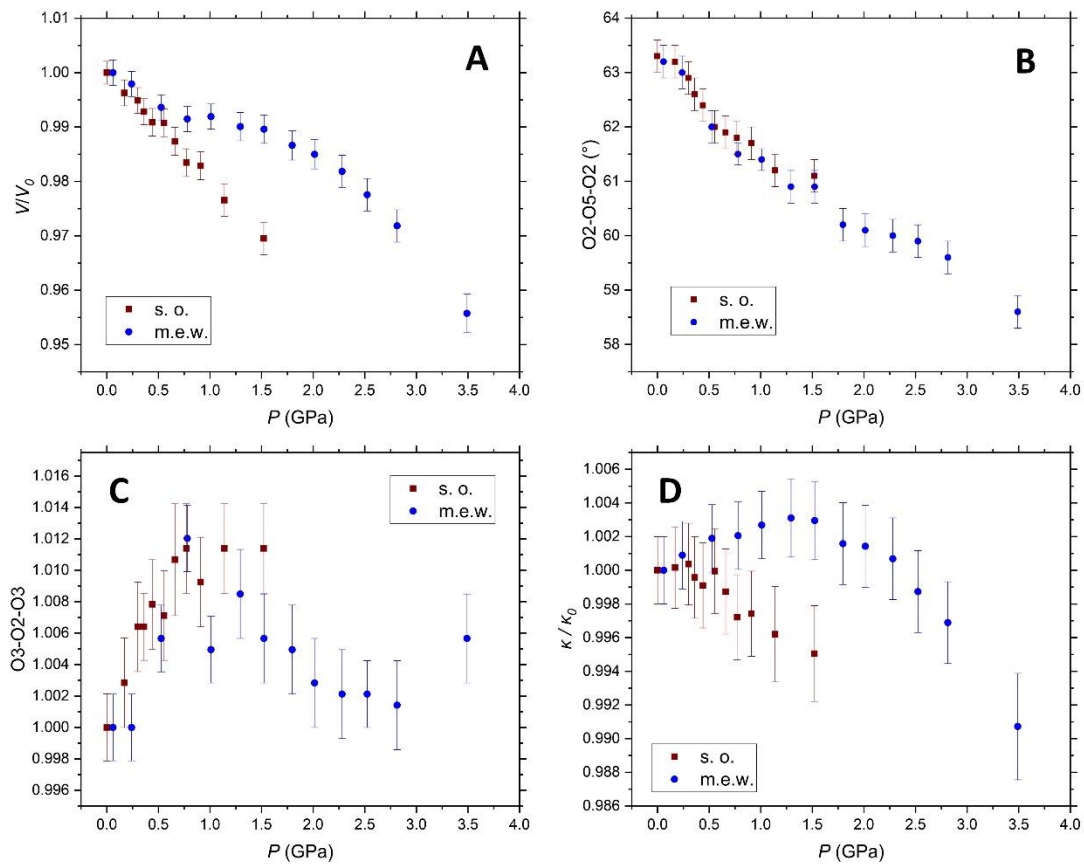 A
V/V₀
1.01
1.00
0.99
0.98
0.97
0.96
0.95
s. o.
m.e.w.
0.0 0.5 1.0 1.5 2.0 2.5 3.0 3.5 4.0
P (GPa)
B
O2-O5-O2 (°)
64
63
62
61
60
59
58
s. o.
m.e.w.
0.0 0.5 1.0 1.5 2.0 2.5 3.0 3.5 4.0
P (GPa)
C
O3-O2-O3
1.016
1.014
1.012
1.010
1.008
1.006
1.004
1.002
1.000
0.998
0.996
s. o.
m.e.w.
0.0 0.5 1.0 1.5 2.0 2.5 3.0 3.5 4.0
P (GPa)
D
κ / κ₀
1.006
1.004
1.002
1.000
0.998
0.996
0.994
0.992
0.990
0.988
0.986
s. o.
m.e.w.
0.0 0.5 1.0 1.5 2.0 2.5 3.0 3.5 4.0
P (GPa)